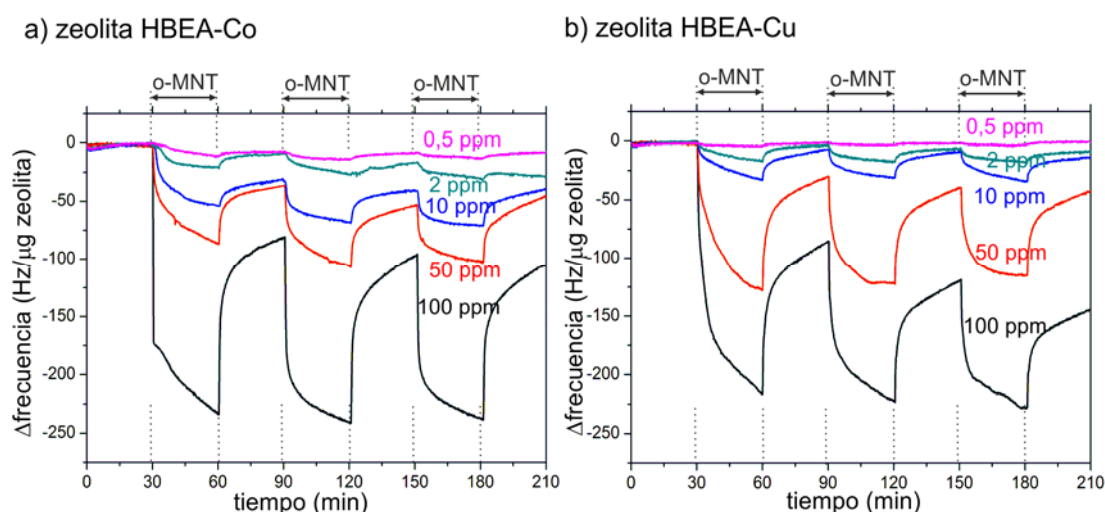 a) zeolita HBEA-Co
o-MNT o-MNT o-MNT
0,5 ppm
2 ppm
10 ppm
50 ppm
100 ppm
0
-50
-100
-150
-200
-250
Δfrecuencia (Hz/µg zeolita)
0 30 60 90 120 150 180 210
tiempo (min)
b) zeolita HBEA-Cu
o-MNT o-MNT o-MNT
0,5 ppm
2 ppm
10 ppm
50 ppm
100 ppm
0
-50
-100
-150
-200
-250
Δfrecuencia (Hz/µg zeolita)
0 30 60 90 120 150 180 210
tiempo (min)